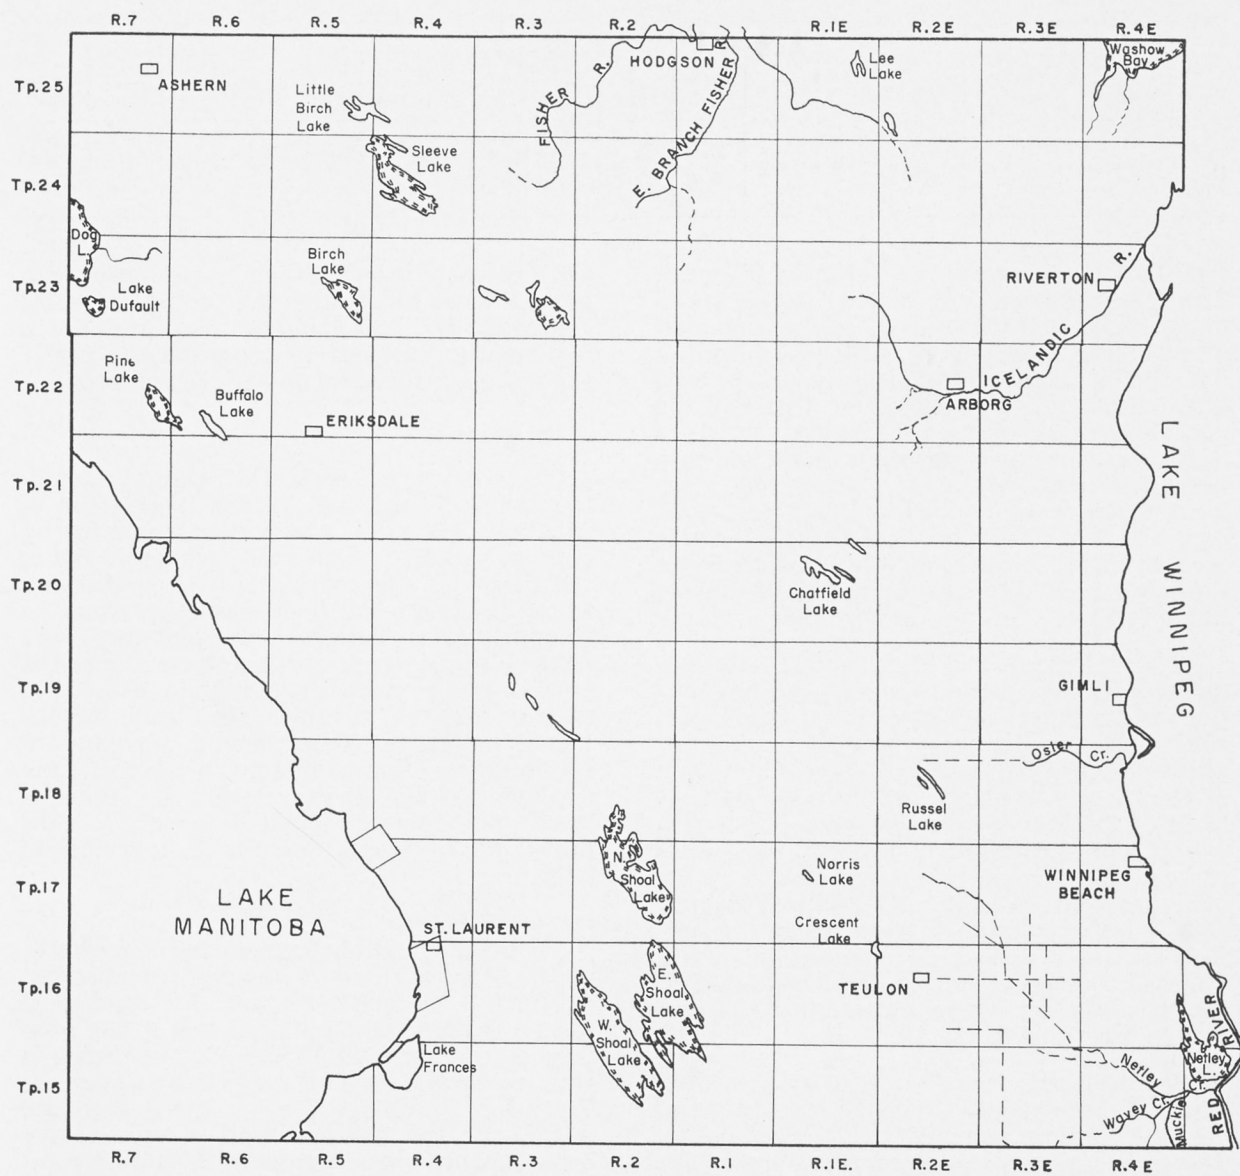 R.7 R.6 R.5 R.4 R.3 R.2 R.1E R.2E R.3E R.4E
Tp.25
ASHERN
Little
Birch
Lake
FISHER R.
HODGSON
E. BRANCH FISHER R.
Lee
Lake
Washow
Bay
Tp.24
Sleeve
Lake
Dog
L.
Tp.23
Lake
Dufault
Birch
Lake
RIVERTON
ICELANDIC R.
Tp.22
Pine
Lake
Buffalo
Lake
ERIKSDALE
ARBORG
LAKE WINNIPEG
Tp.21
Tp.20
Chatfield
Lake
Tp.19
GIMLI
Osler Cr.
Tp.18
Russel
Lake
Tp.17
LAKE
MANITOBA
N.
Shoal
Lake
Norris
Lake
WINNIPEG
BEACH
ST. LAURENT
Crescent
Lake
Tp.16
E.
Shoal
Lake
TEULON
W.
Shoal
Lake
RED RIVER
Netley
L.
Lake
Frances
Tp.15
Netley Cr.
Wavey Cr.
Muckle
R.7 R.6 R.5 R.4 R.3 R.2 R.1 R.1E. R.2E R.3E R.4E